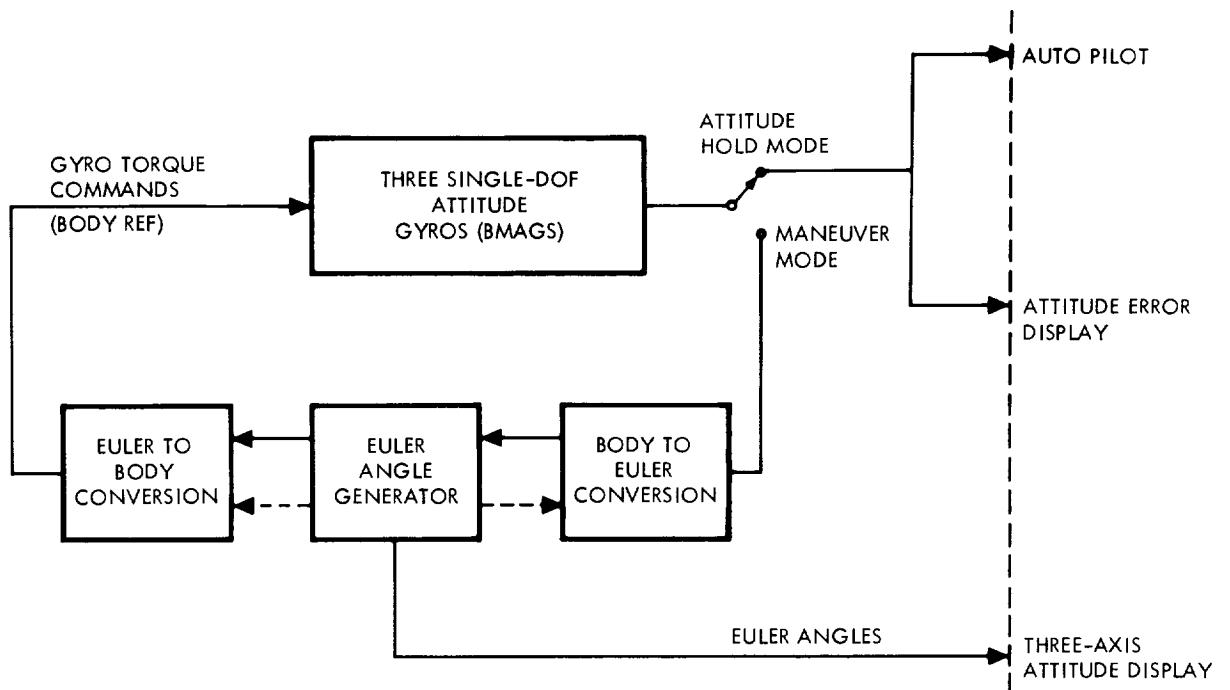 AUTO PILOT
ATTITUDE
HOLD MODE
GYRO TORQUE
COMMANDS
(BODY REF)
THREE SINGLE-DOF
ATTITUDE
GYROS (BMAGS)
MANEUVER
MODE
ATTITUDE ERROR
DISPLAY
EULER TO
BODY
CONVERSION
EULER
ANGLE
GENERATOR
BODY TO
EULER
CONVERSION
EULER ANGLES
THREE-AXIS
ATTITUDE DISPLAY